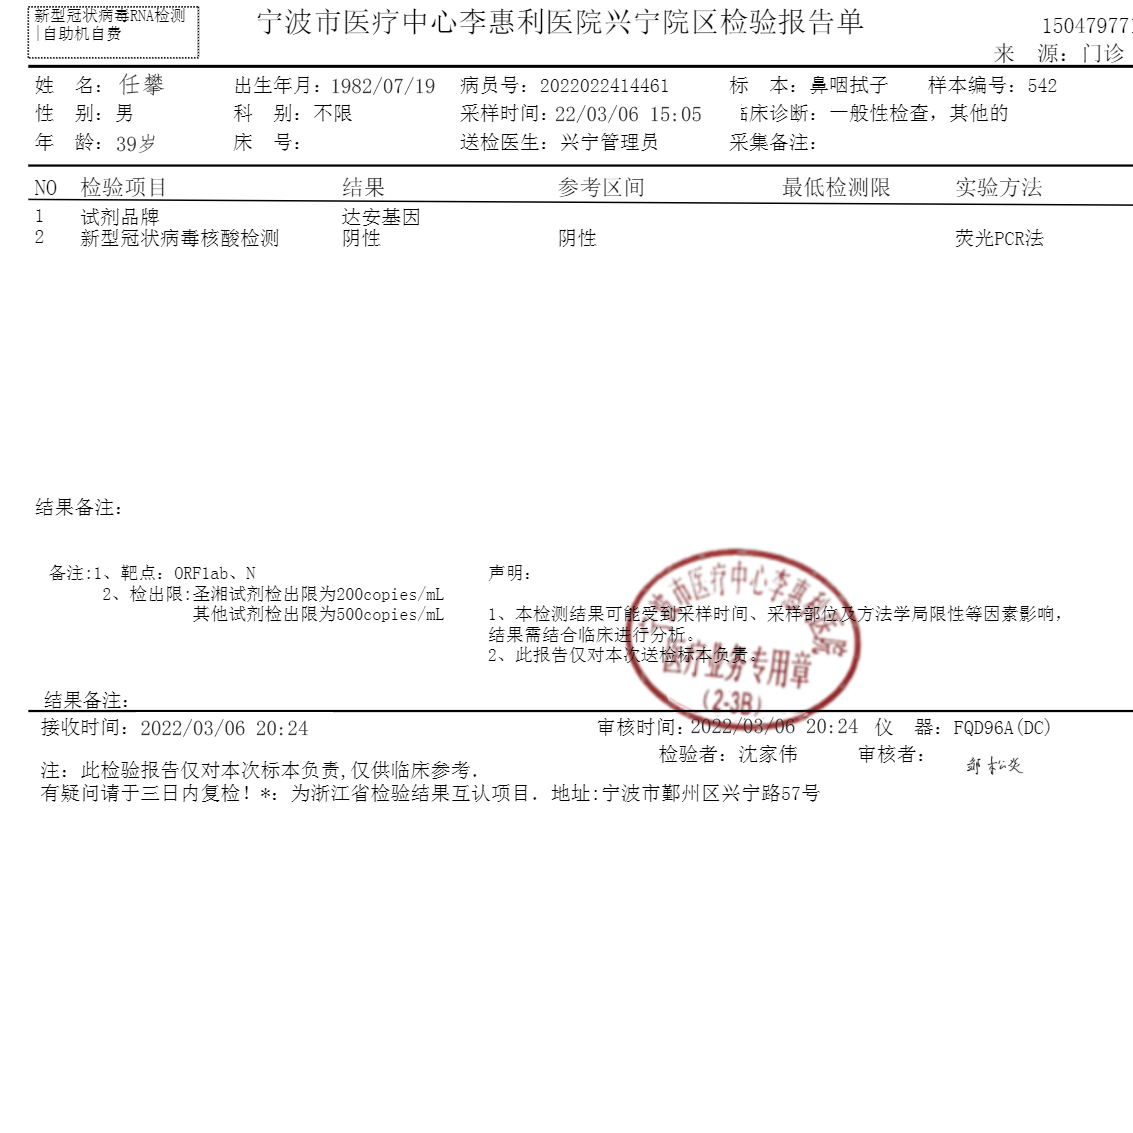 新型冠状病毒RNA检测
|自助机自费
宁波市医疗中心李惠利医院兴宁院区检验报告单
15047977
来 源: 门诊
姓 名: 任攀 出生年月: 1982/07/19 病员号: 2022022414461 标 本: 鼻咽拭子 样本编号: 542
性 别: 男 科 别: 不限 采样时间: 22/03/06 15:05 床诊断: 一般性检查, 其他的
年 龄: 39岁 床 号: 送检医生: 兴宁管理员 采集备注:
NO 检验项目 结果 参考区间 最低检测限 实验方法
1 试剂品牌 达安基因
2 新型冠状病毒核酸检测 阴性 阴性 荧光PCR法
结果备注:
备注:1、靶点: ORF1ab、N
2、检出限:圣湘试剂检出限为200copies/mL
其他试剂检出限为500copies/mL
声明:
1、本检测结果可能受到采样时间、采样部位及方法学局限性等因素影响,
结果需结合临床进行分析。
2、此报告仅对本次送检标本负责。
宁波市医疗中心李惠利医院
医疗业务专用章
(2-3B)
结果备注:
接收时间: 2022/03/06 20:24 审核时间: 2022/03/06 20:24 仪 器: FQD96A(DC)
检验者: 沈家伟 审核者:
注: 此检验报告仅对本次标本负责,仅供临床参考.
有疑问请于三日内复检! *: 为浙江省检验结果互认项目. 地址:宁波市鄞州区兴宁路57号